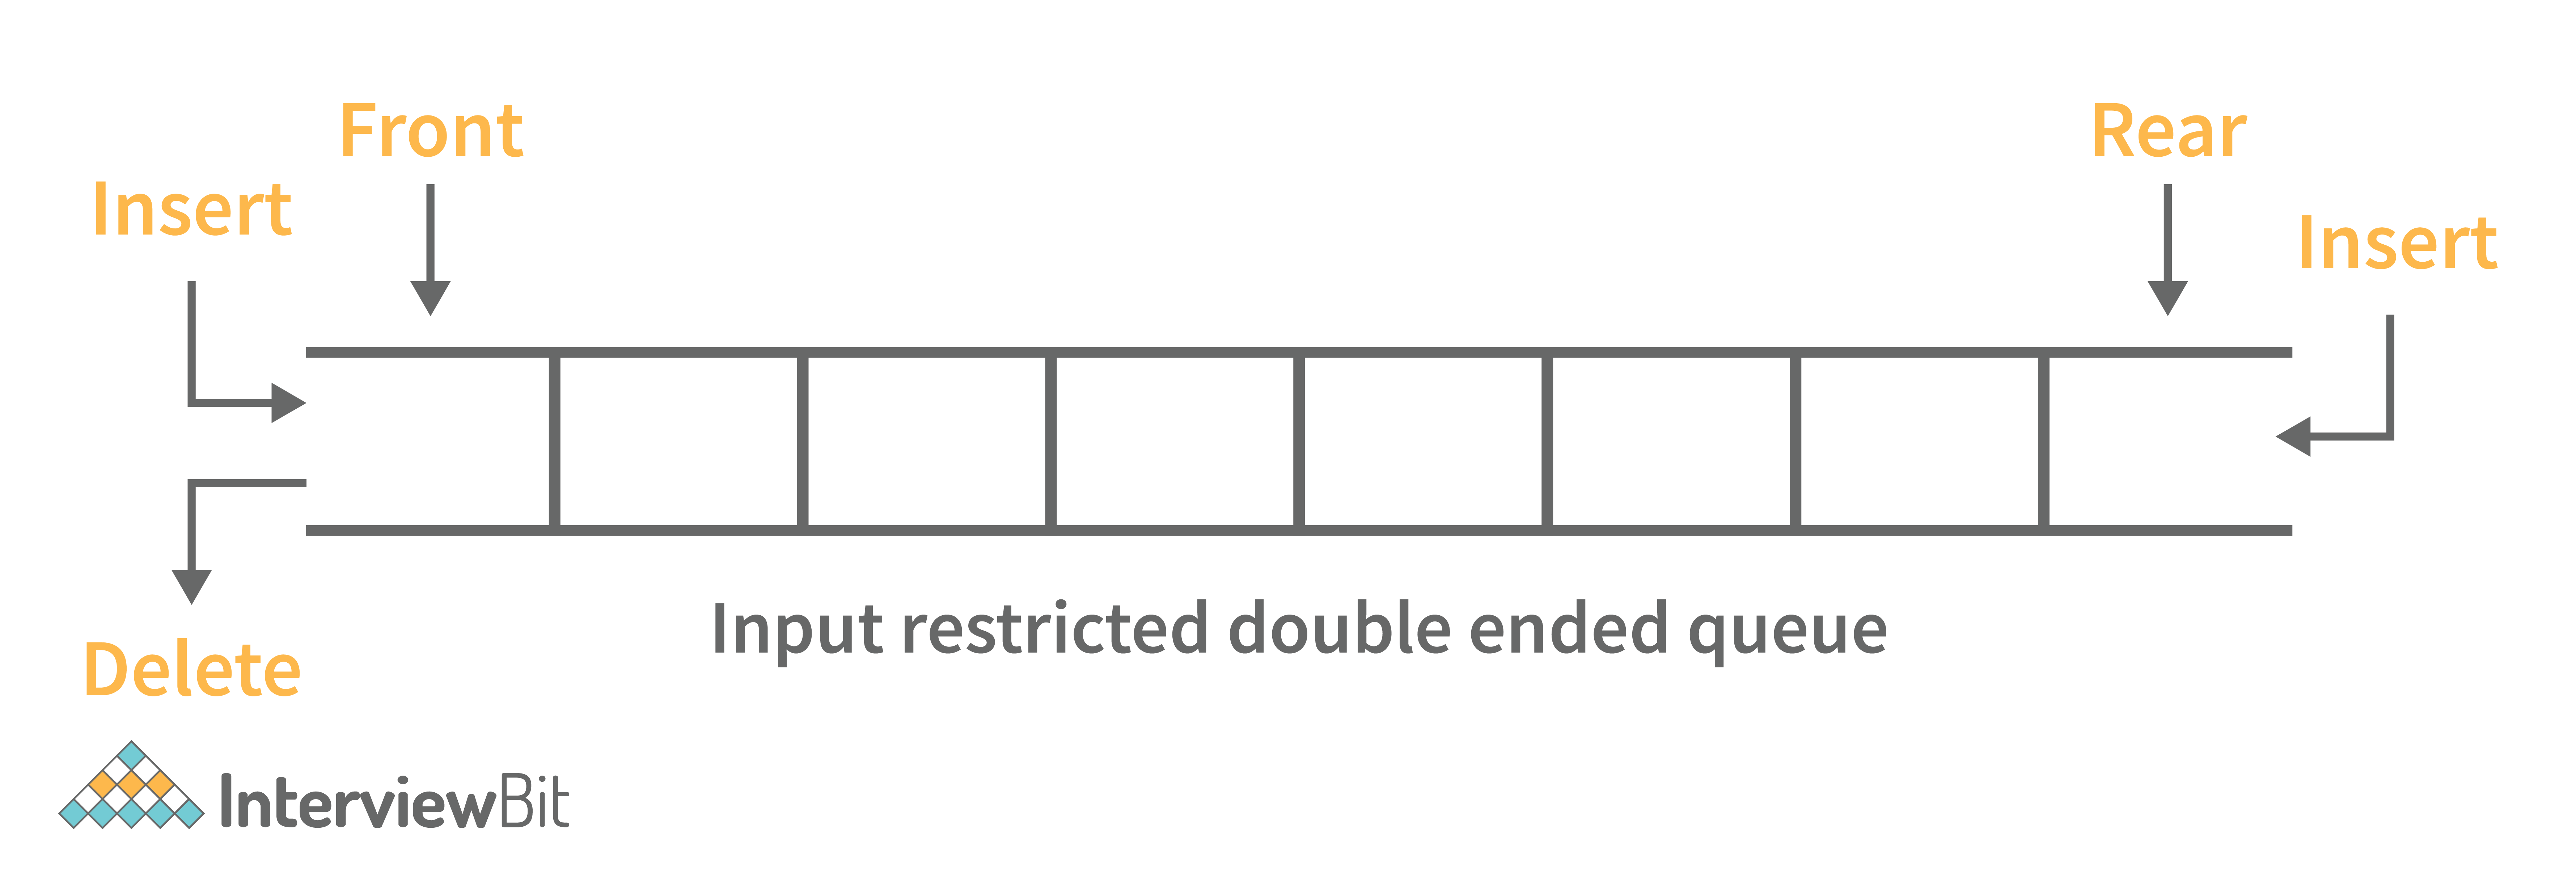 Front
Rear
Insert
Insert
Input restricted double ended queue
Delete
InterviewBit